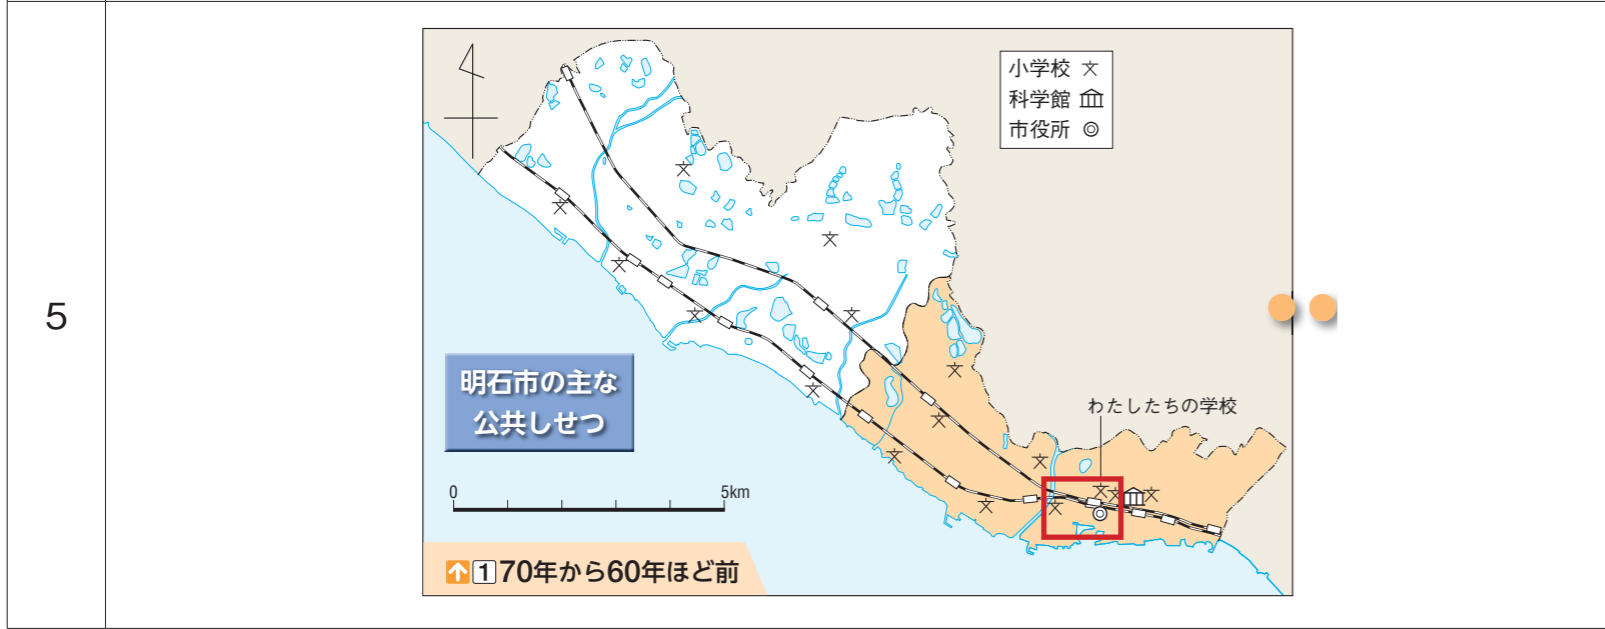 5
小学校
科学館
市役所
わたしたちの学校
明石市の主な
公共しせつ
0 5km
1 70年から60年ほど前